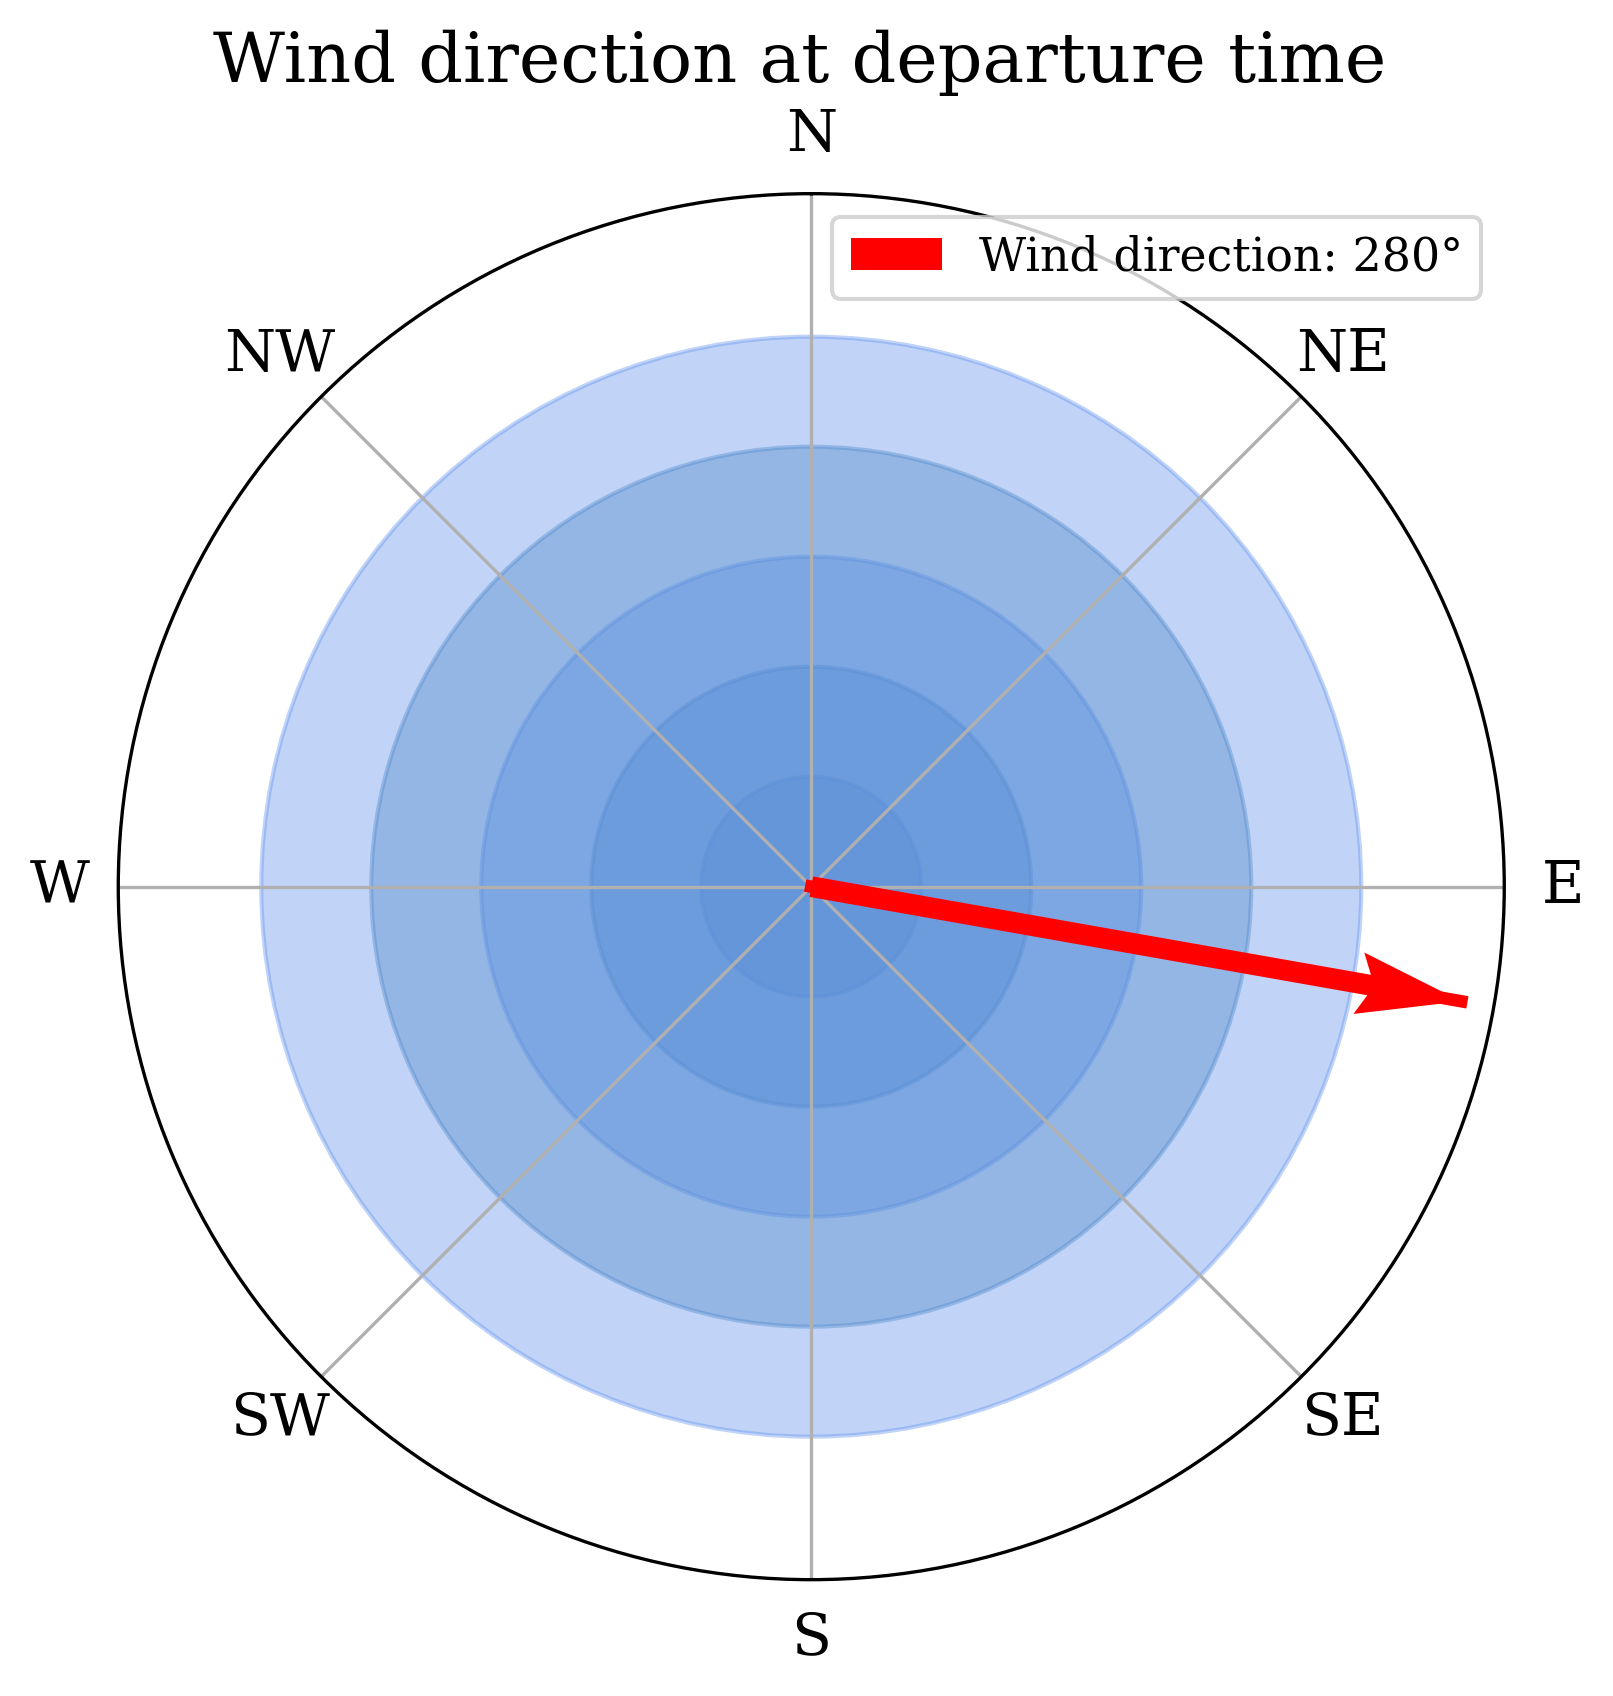 Wind direction at departure time
N
Wind direction: 280°
NW
NE
W
E
SW
SE
S